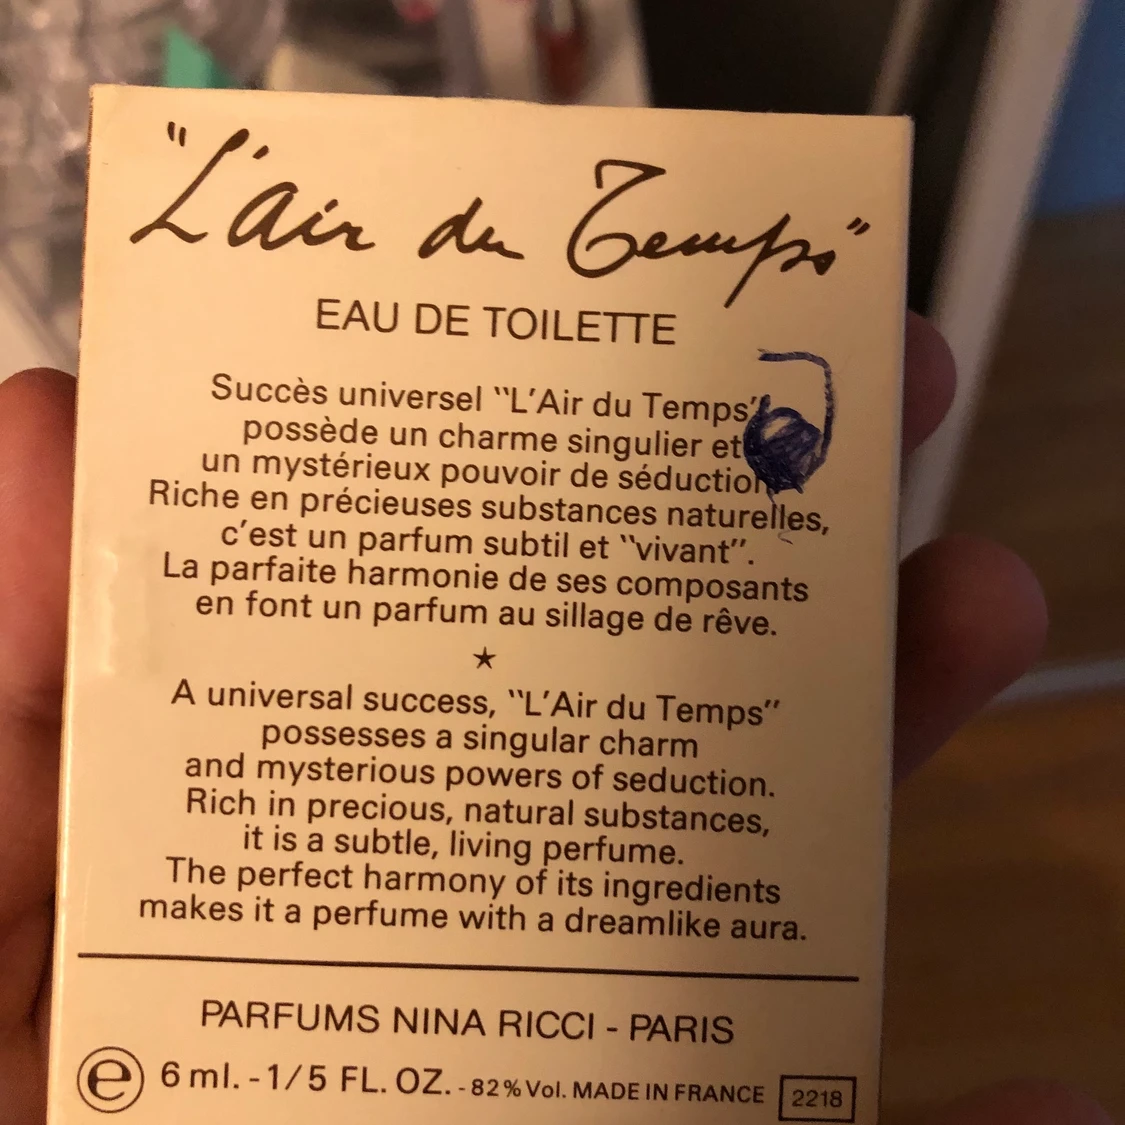 "L'air du Temps"
EAU DE TOILETTE
Succès universel "L'Air du Temps"
possède un charme singulier et
un mystérieux pouvoir de séduction
Riche en précieuses substances naturelles,
c'est un parfum subtil et "vivant".
La parfaite harmonie de ses composants
en font un parfum au sillage de rêve.
★
A universal success, "L'Air du Temps"
possesses a singular charm
and mysterious powers of seduction.
Rich in precious, natural substances,
it is a subtle, living perfume.
The perfect harmony of its ingredients
makes it a perfume with a dreamlike aura.
PARFUMS NINA RICCI - PARIS
e 6 ml. - 1/5 FL. OZ. - 82% Vol. MADE IN FRANCE 2218